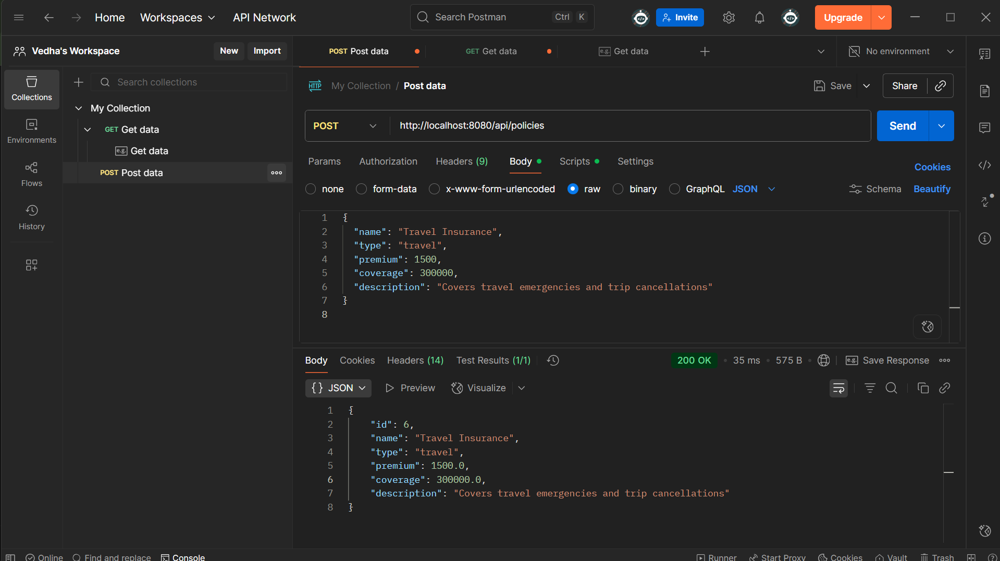 Home Workspaces API Network Search Postman Ctrl K Invite Upgrade
Vedha's Workspace New Import
POST Post data GET Get data e.g. Get data No environment
Collections
Environments
Flows
History
Search collections
My Collection
GET Get data
e.g. Get data
POST Post data
HTTP My Collection / Post data Save Share
POST http://localhost:8080/api/policies Send
Params Authorization Headers (9) Body Scripts Settings Cookies
none form-data x-www-form-urlencoded raw binary GraphQL JSON Schema Beautify
1 {
2 "name": "Travel Insurance",
3 "type": "travel",
4 "premium": 1500,
5 "coverage": 300000,
6 "description": "Covers travel emergencies and trip cancellations"
7 }
8
Body Cookies Headers (14) Test Results (1/1) 200 OK • 35 ms • 575 B • e.g. Save Response
{} JSON Preview Visualize
1 {
2 "id": 6,
3 "name": "Travel Insurance",
4 "type": "travel",
5 "premium": 1500.0,
6 "coverage": 300000.0,
7 "description": "Covers travel emergencies and trip cancellations"
8 }
Online Find and replace Console Runner Start Proxy Cookies Vault Trash